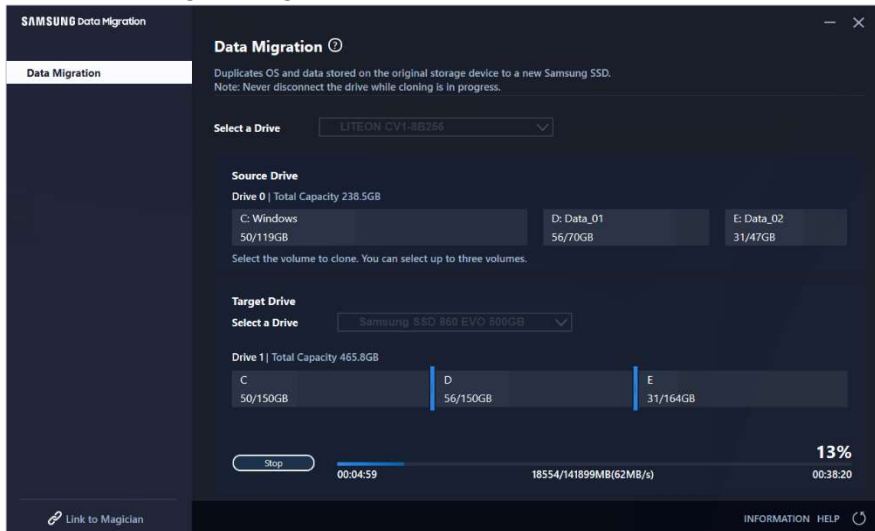 SAMSUNG Data Migration
Data Migration
Data Migration ?
Duplicates OS and data stored on the original storage device to a new Samsung SSD.
Note: Never disconnect the drive while cloning is in progress.
Select a Drive LITEON CV1-8B256
Source Drive
Drive 0 | Total Capacity 238.5GB
C: Windows D: Data_01 E: Data_02
50/119GB 56/70GB 31/47GB
Select the volume to clone. You can select up to three volumes.
Target Drive
Select a Drive Samsung SSD 860 EVO 500GB
Drive 1 | Total Capacity 465.8GB
C D E
50/150GB 56/150GB 31/164GB
13%
Stop
00:04:59 18554/141899MB(62MB/s) 00:38:20
Link to Magician INFORMATION HELP